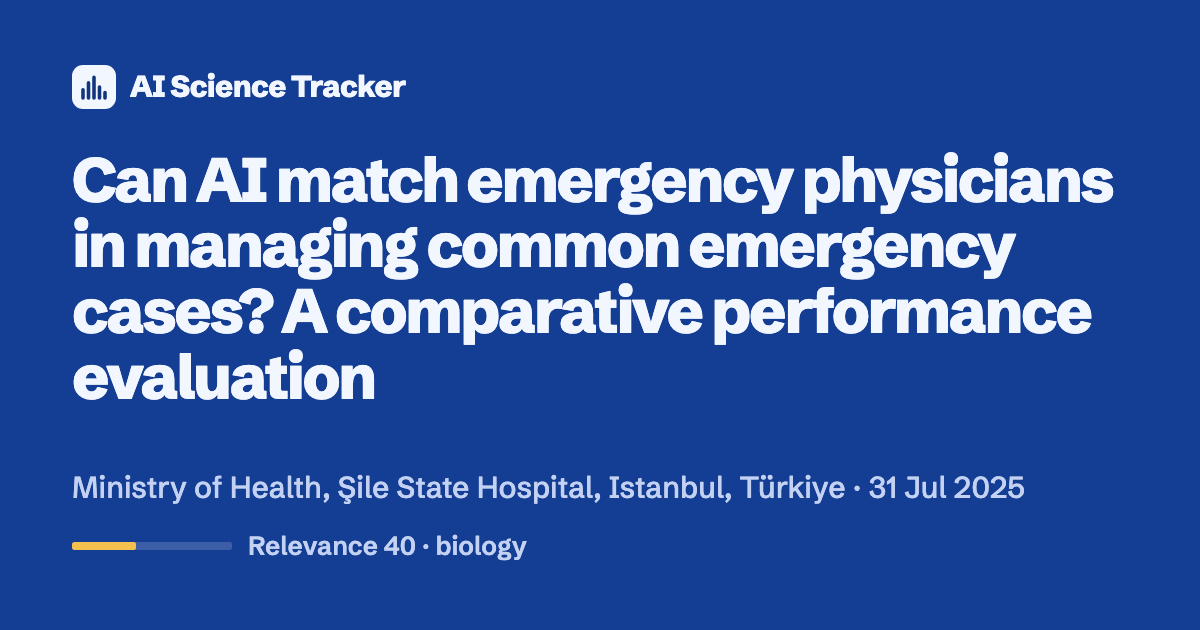 AI Science Tracker
Can AI match emergency physicians
in managing common emergency
cases? A comparative performance
evaluation
Ministry of Health, Şile State Hospital, Istanbul, Türkiye · 31 Jul 2025
Relevance 40 · biology